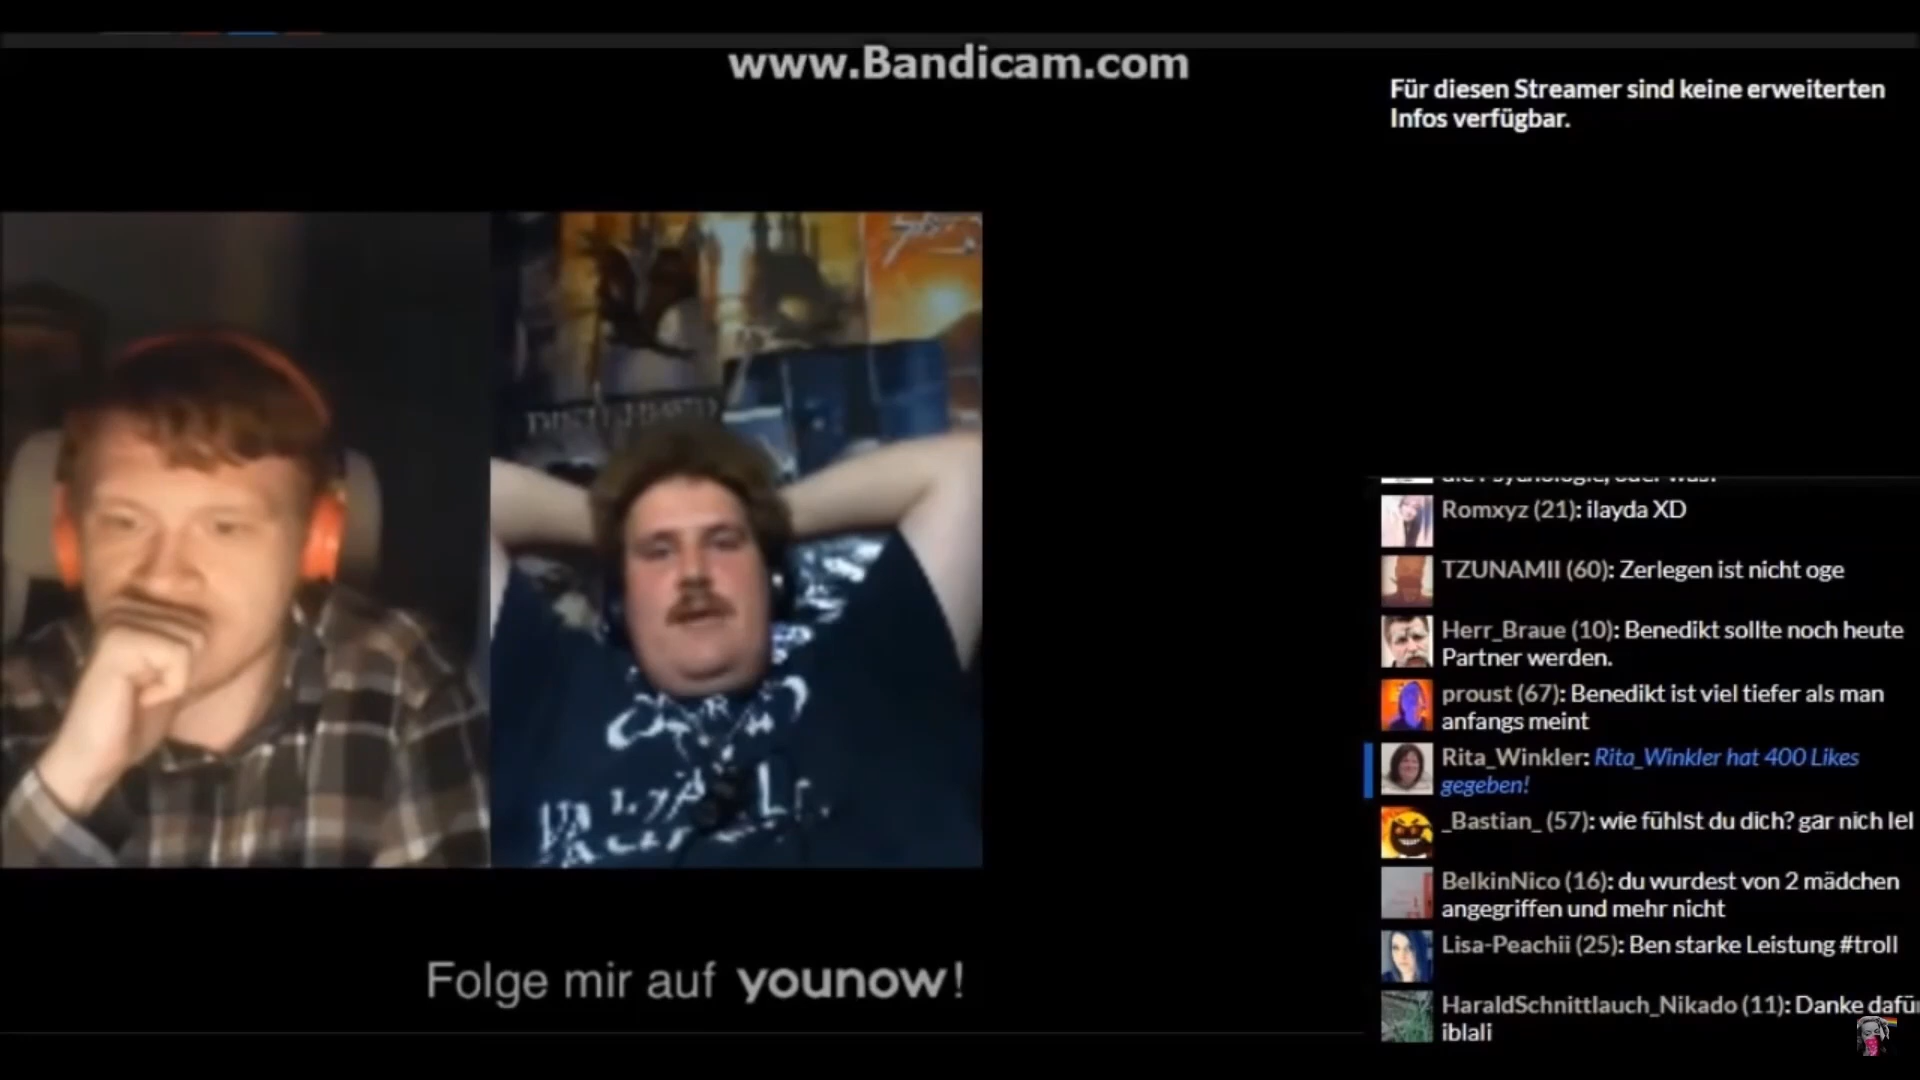 www.Bandicam.com
Für diesen Streamer sind keine erweiterten
Infos verfügbar.
Romxyz (21): ilayda XD
TZUNAMII (60): Zerlegen ist nicht oge
Herr_Braue (10): Benedikt sollte noch heute
Partner werden.
proust (67): Benedikt ist viel tiefer als man
anfangs meint
Rita_Winkler: Rita_Winkler hat 400 Likes
gegeben!
_Bastian_ (57): wie fühlst du dich? gar nich lel
BelkinNico (16): du wurdest von 2 mädchen
angegriffen und mehr nicht
Lisa-Peachii (25): Ben starke Leistung #troll
HaraldSchnittlauch_Nikado (11): Danke dafü
iblali
Folge mir auf younow!